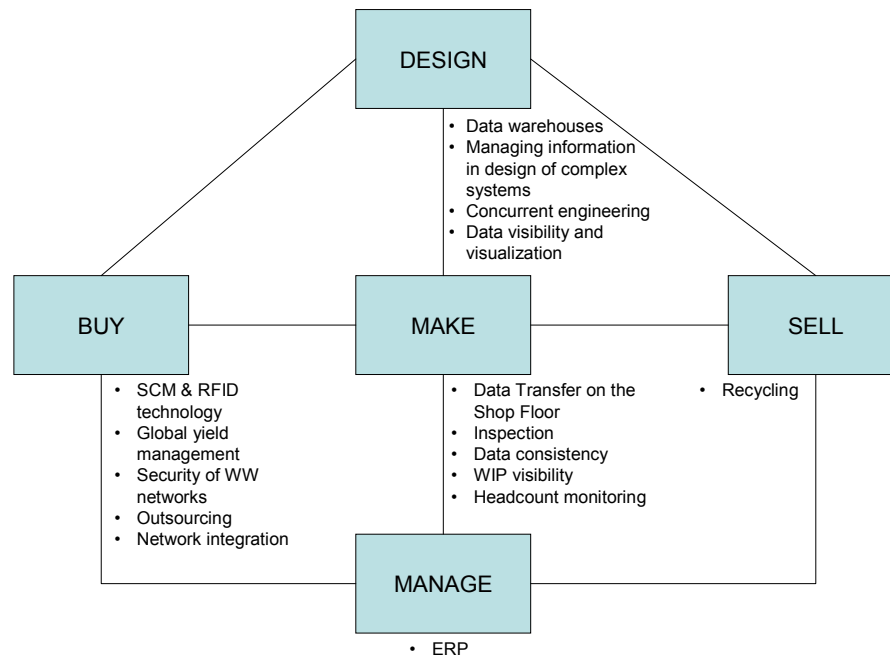 DESIGN
• Data warehouses
• Managing information
in design of complex
systems
• Concurrent engineering
• Data visibility and
visualization
BUY
MAKE
SELL
• SCM & RFID
technology
• Global yield
management
• Security of WW
networks
• Outsourcing
• Network integration
• Data Transfer on the
Shop Floor
• Inspection
• Data consistency
• WIP visibility
• Headcount monitoring
• Recycling
MANAGE
• ERP